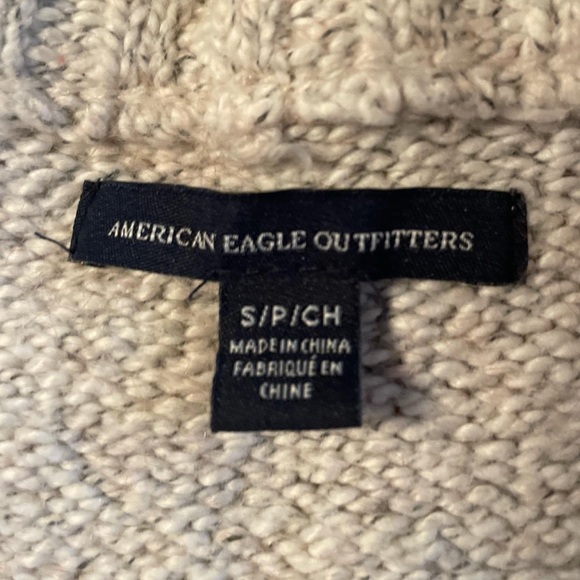 AMERICAN EAGLE OUTFITTERS
S/P/CH
MADE IN CHINA
FABRIQUÉ EN
CHINE